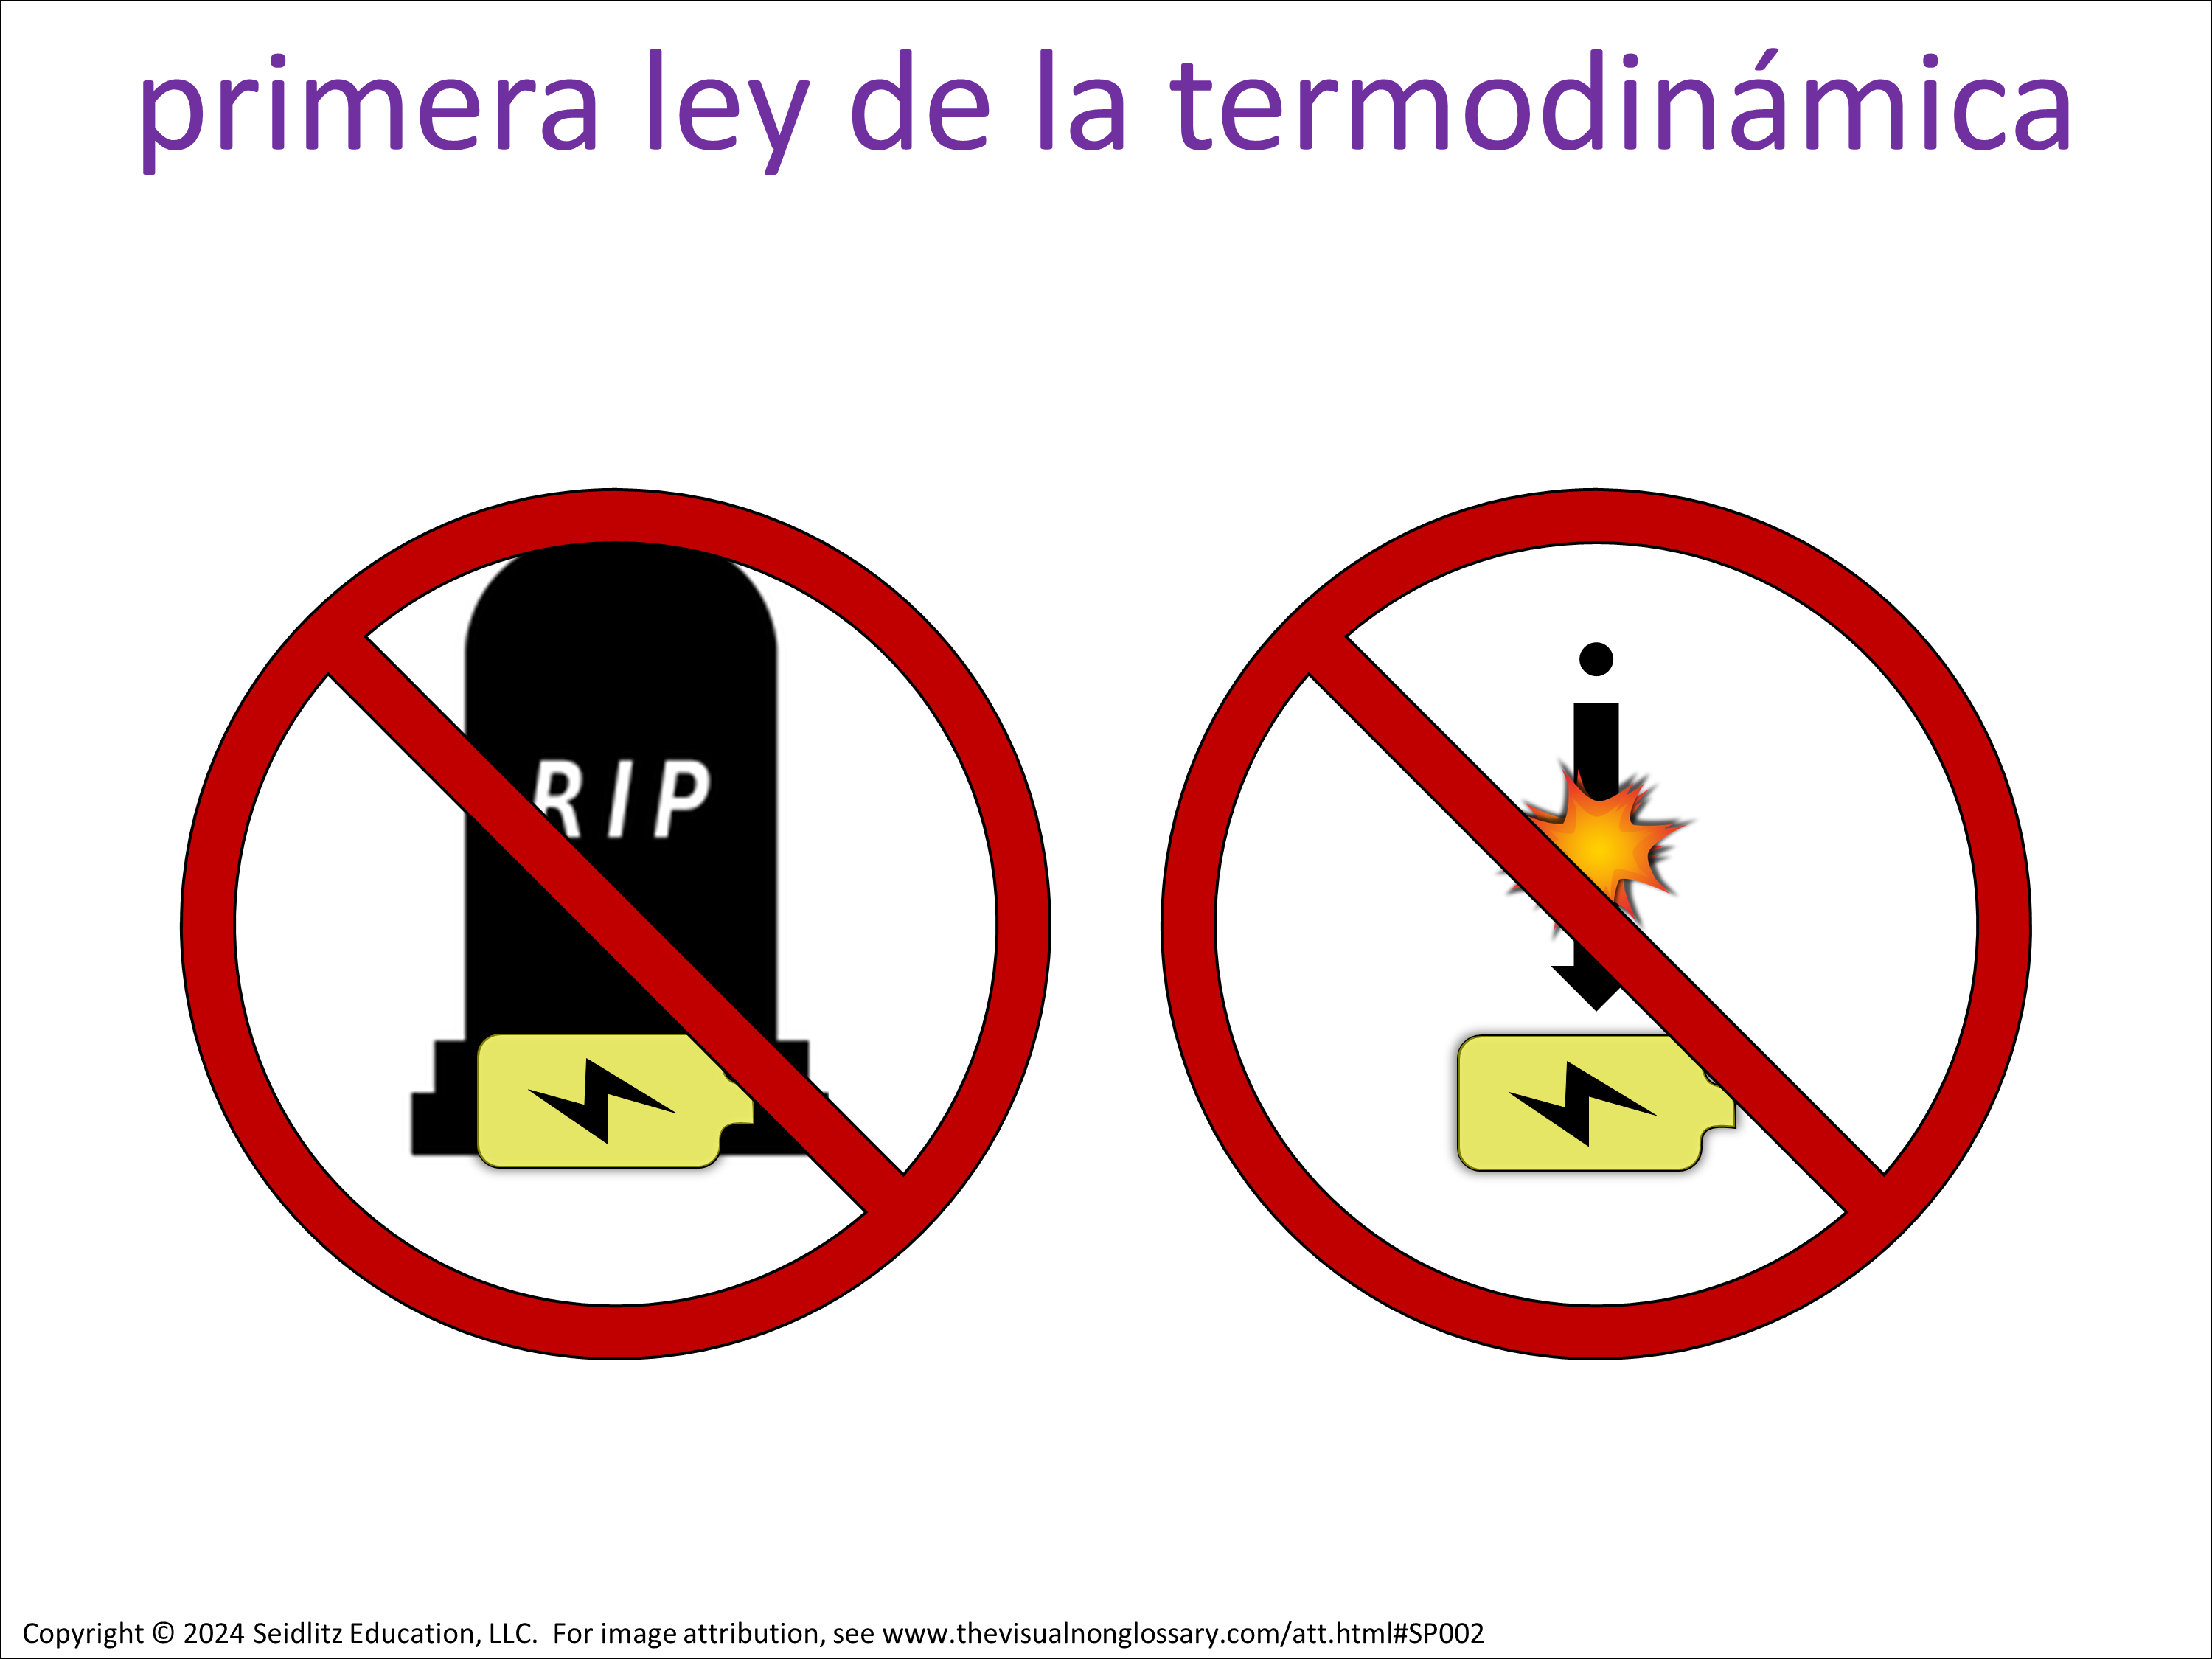 primera ley de la termodinámica
RIP
Copyright © 2024 Seidlitz Education, LLC.  For image attribution, see www.thevisualnonglossary.com/att.html#SP002